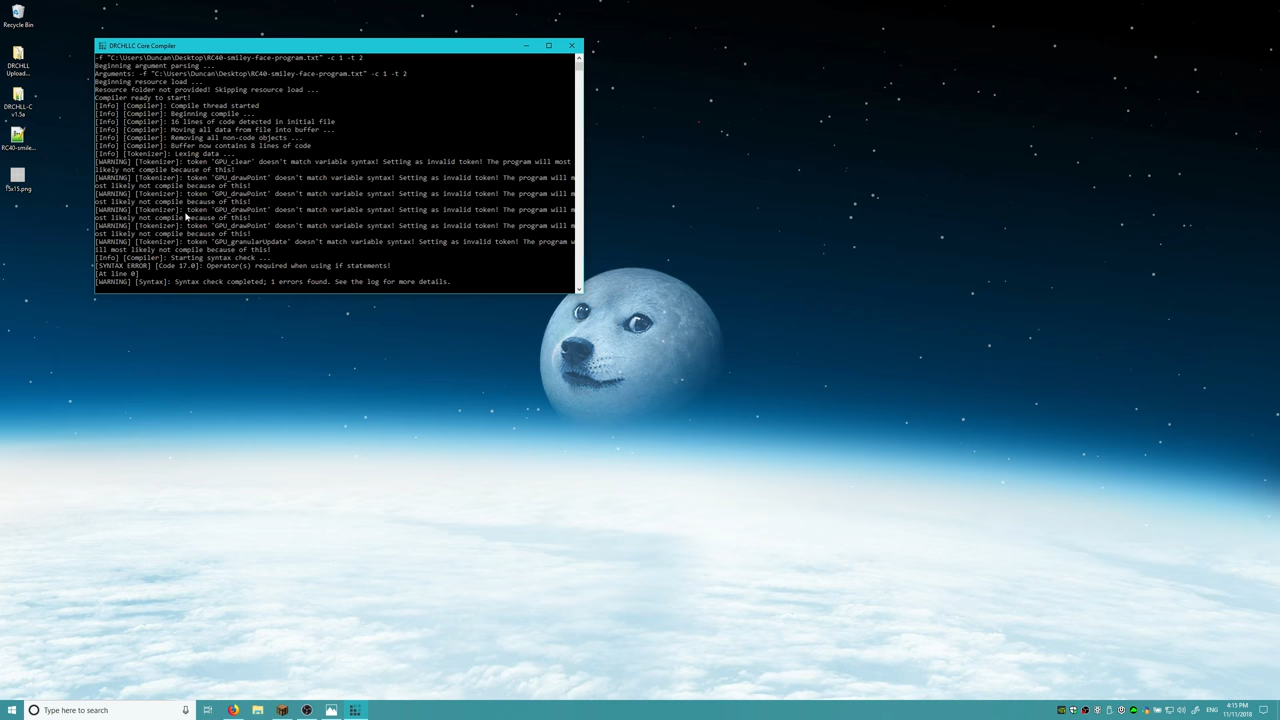 Recycle Bin
DRCHLL
Upload...
DRCHLL-C
v1.5a
RC40-smile...
5x15.png
DRCHLLC Core Compiler
-f "C:\Users\Duncan\Desktop\RC40-smiley-face-program.txt" -c 1 -t 2
Beginning argument parsing ...
Arguments: -f "C:\Users\Duncan\Desktop\RC40-smiley-face-program.txt" -c 1 -t 2
Beginning resource load ...
Resource folder not provided! Skipping resource load ...
Compiler ready to start!
[Info] [Compiler]: Compile thread started
[Info] [Compiler]: Beginning compile ...
[Info] [Compiler]: 16 lines of code detected in initial file
[Info] [Compiler]: Moving all data from file into buffer ...
[Info] [Compiler]: Removing all non-code objects ...
[Info] [Compiler]: Buffer now contains 8 lines of code
[Info] [Tokenizer]: Lexing data ...
[WARNING] [Tokenizer]: token 'GPU_clear' doesn't match variable syntax! Setting as invalid token! The program will most
likely not compile because of this!
[WARNING] [Tokenizer]: token 'GPU_drawPoint' doesn't match variable syntax! Setting as invalid token! The program will m
ost likely not compile because of this!
[WARNING] [Tokenizer]: token 'GPU_drawPoint' doesn't match variable syntax! Setting as invalid token! The program will m
ost likely not compile because of this!
[WARNING] [Tokenizer]: token 'GPU_drawPoint' doesn't match variable syntax! Setting as invalid token! The program will m
ost likely not compile because of this!
[WARNING] [Tokenizer]: token 'GPU_drawPoint' doesn't match variable syntax! Setting as invalid token! The program will m
ost likely not compile because of this!
[WARNING] [Tokenizer]: token 'GPU_granularUpdate' doesn't match variable syntax! Setting as invalid token! The program w
ill most likely not compile because of this!
[Info] [Compiler]: Starting syntax check ...
[SYNTAX ERROR] [Code 17.0]: Operator(s) required when using if statements!
[At line 0]
[WARNING] [Syntax]: Syntax check completed; 1 errors found. See the log for more details.
Type here to search
ENG
4:15 PM
11/11/2018